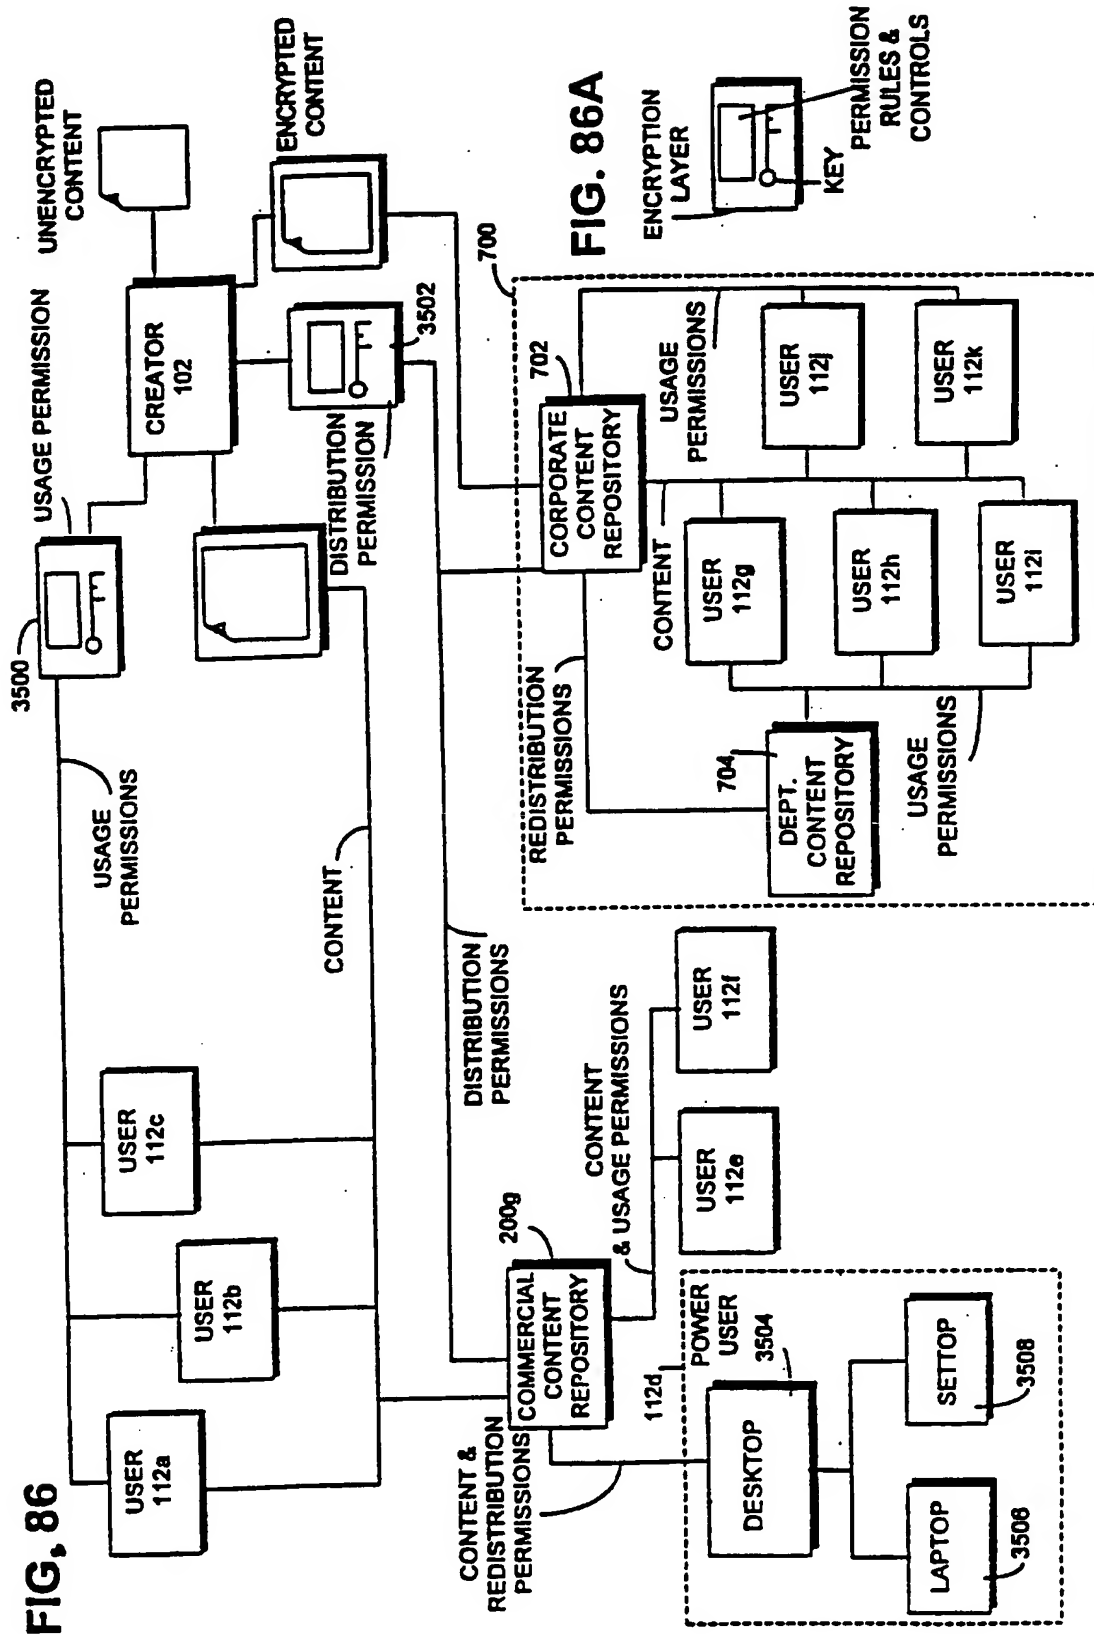 FIG. 86
3500
USAGE PERMISSION
UNENCRYPTED
CONTENT
CREATOR
102
ENCRYPTED
CONTENT
3502
DISTRIBUTION
PERMISSION
USAGE
PERMISSIONS
CONTENT
USER
112a
USER
112b
USER
112c
DISTRIBUTION
PERMISSIONS
FIG. 86A
ENCRYPTION
LAYER
KEY
PERMISSION
RULES &
CONTROLS
CONTENT &
REDISTRIBUTION
PERMISSIONS
COMMERCIAL
CONTENT
REPOSITORY
200g
CONTENT
& USAGE PERMISSIONS
USER
112e
USER
112f
112d
POWER
USER
3504
DESKTOP
LAPTOP
3506
SETTOP
3508
700
702
CORPORATE
CONTENT
REPOSITORY
REDISTRIBUTION
PERMISSIONS
704
DEPT.
CONTENT
REPOSITORY
CONTENT
USAGE
PERMISSIONS
USER
112g
USER
112h
USER
112i
USER
112j
USER
112k
USAGE
PERMISSIONS